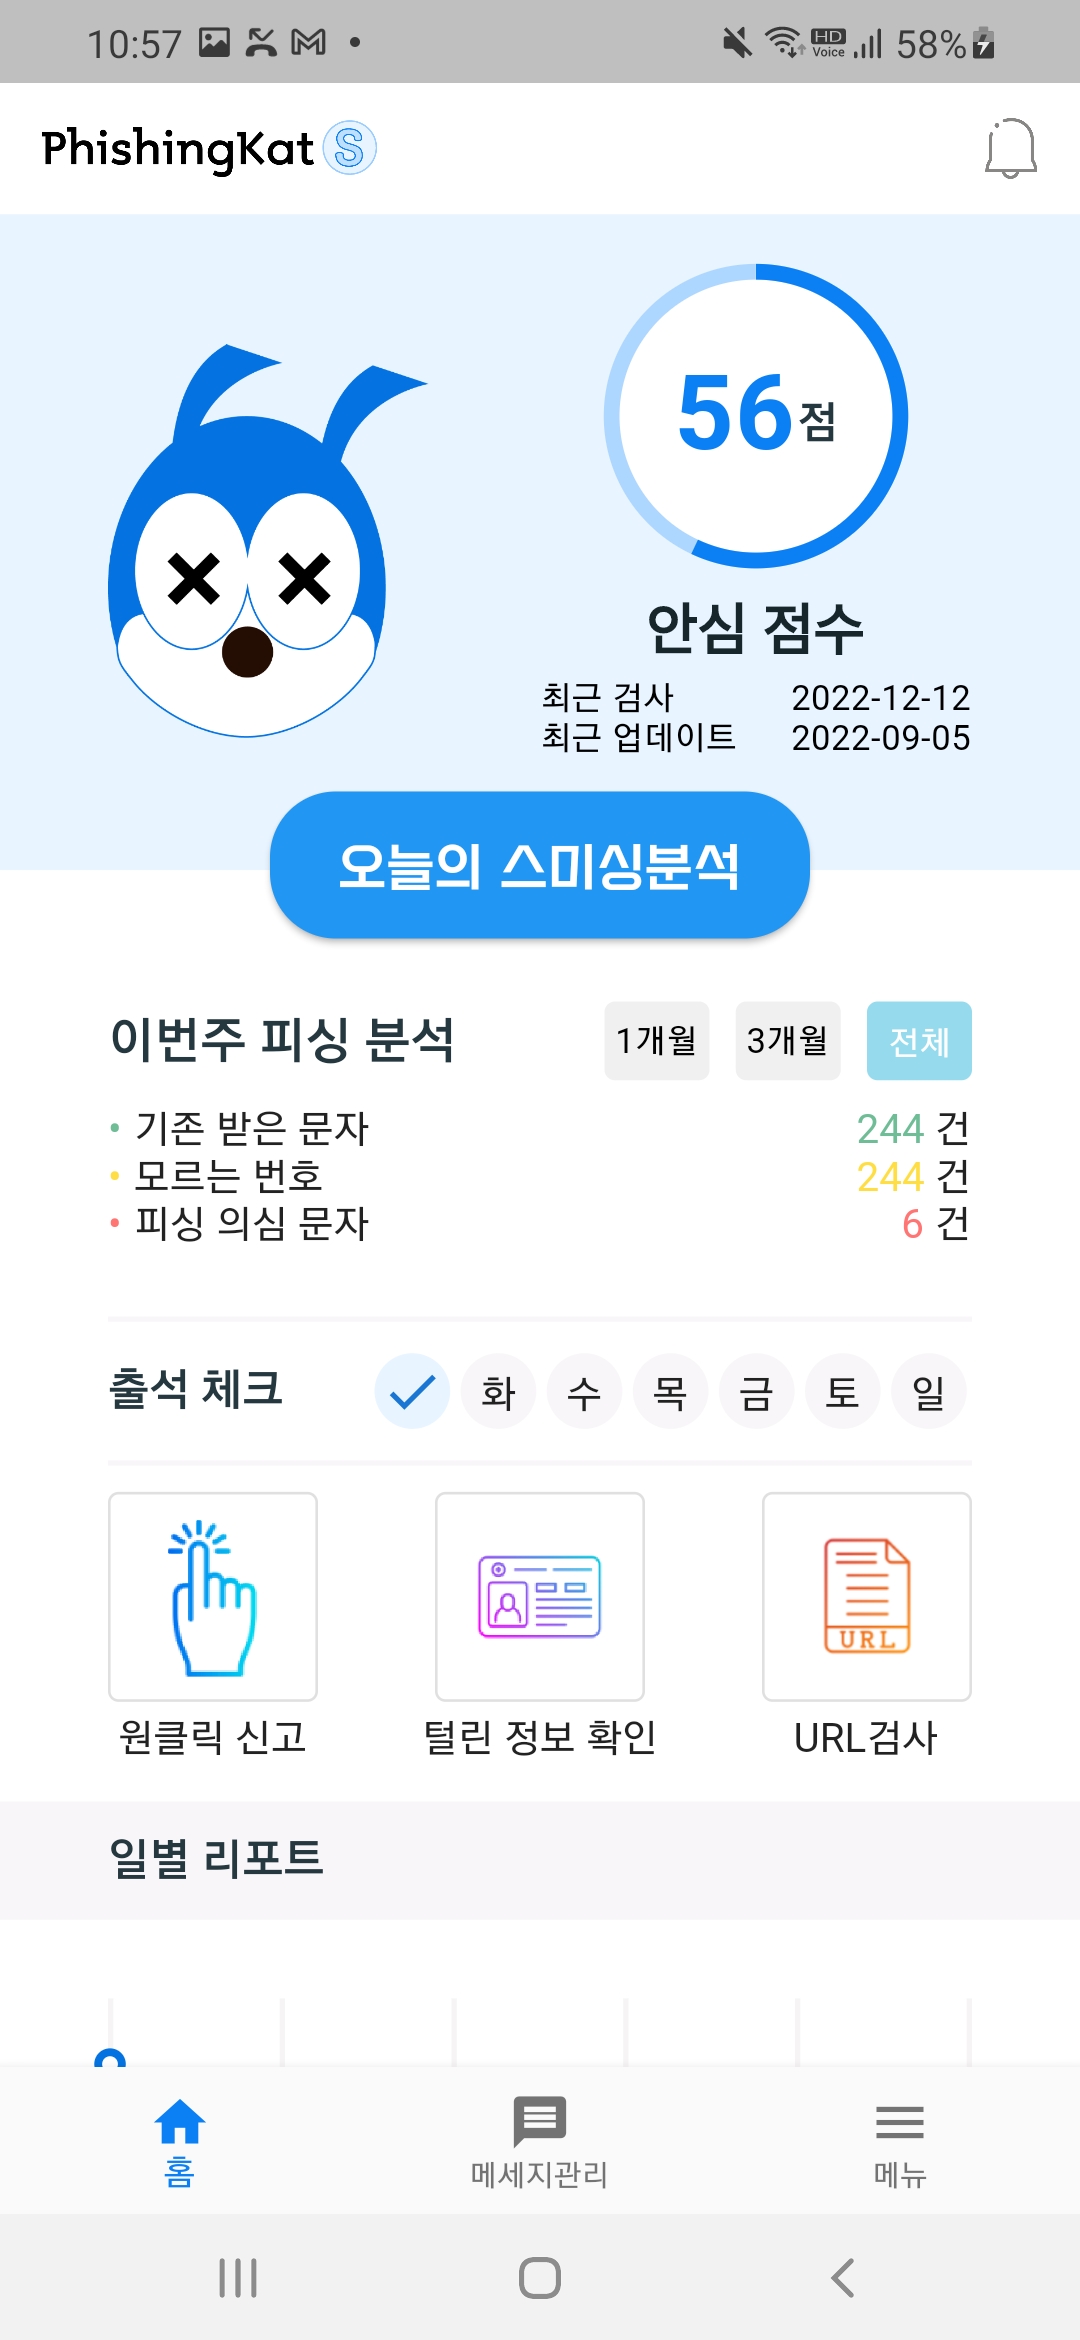 10:57
HD Voice
58%
PhishingKat S
56점
안심 점수
최근 검사 2022-12-12
최근 업데이트 2022-09-05
오늘의 스미싱분석
이번주 피싱 분석 1개월 3개월 전체
• 기존 받은 문자 244 건
• 모르는 번호 244 건
• 피싱 의심 문자 6 건
출석 체크 화 수 목 금 토 일
URL
원클릭 신고 털린 정보 확인 URL검사
일별 리포트
홈 메세지관리 메뉴